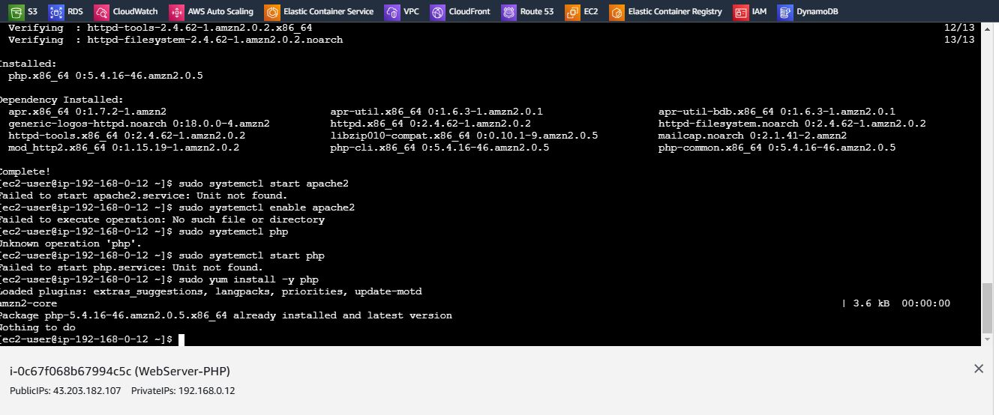 S3 RDS CloudWatch AWS Auto Scaling Elastic Container Service VPC CloudFront Route 53 EC2 Elastic Container Registry IAM DynamoDB
Verifying : httpd-tools-2.4.62-1.amzn2.0.2.x86_64 12/13
Verifying : httpd-filesystem-2.4.62-1.amzn2.0.2.noarch 13/13
Installed:
php.x86_64 0:5.4.16-46.amzn2.0.5
Dependency Installed:
apr.x86_64 0:1.7.2-1.amzn2 apr-util.x86_64 0:1.6.3-1.amzn2.0.1 apr-util-bdb.x86_64 0:1.6.3-1.amzn2.0.1
generic-logos-httpd.noarch 0:18.0.0-4.amzn2 httpd.x86_64 0:2.4.62-1.amzn2.0.2 httpd-filesystem.noarch 0:2.4.62-1.amzn2.0.2
httpd-tools.x86_64 0:2.4.62-1.amzn2.0.2 libzip010-compat.x86_64 0:0.10.1-9.amzn2.0.5 mailcap.noarch 0:2.1.41-2.amzn2
mod_http2.x86_64 0:1.15.19-1.amzn2.0.2 php-cli.x86_64 0:5.4.16-46.amzn2.0.5 php-common.x86_64 0:5.4.16-46.amzn2.0.5
Complete!
[ec2-user@ip-192-168-0-12 ~]$ sudo systemctl start apache2
Failed to start apache2.service: Unit not found.
[ec2-user@ip-192-168-0-12 ~]$ sudo systemctl enable apache2
Failed to execute operation: No such file or directory
[ec2-user@ip-192-168-0-12 ~]$ sudo systemctl php
Unknown operation 'php'.
[ec2-user@ip-192-168-0-12 ~]$ sudo systemctl start php
Failed to start php.service: Unit not found.
[ec2-user@ip-192-168-0-12 ~]$ sudo yum install -y php
Loaded plugins: extras_suggestions, langpacks, priorities, update-motd
amzn2-core | 3.6 kB 00:00:00
Package php-5.4.16-46.amzn2.0.5.x86_64 already installed and latest version
Nothing to do
[ec2-user@ip-192-168-0-12 ~]$
i-0c67f068b67994c5c (WebServer-PHP)
PublicIPs: 43.203.182.107 PrivateIPs: 192.168.0.12